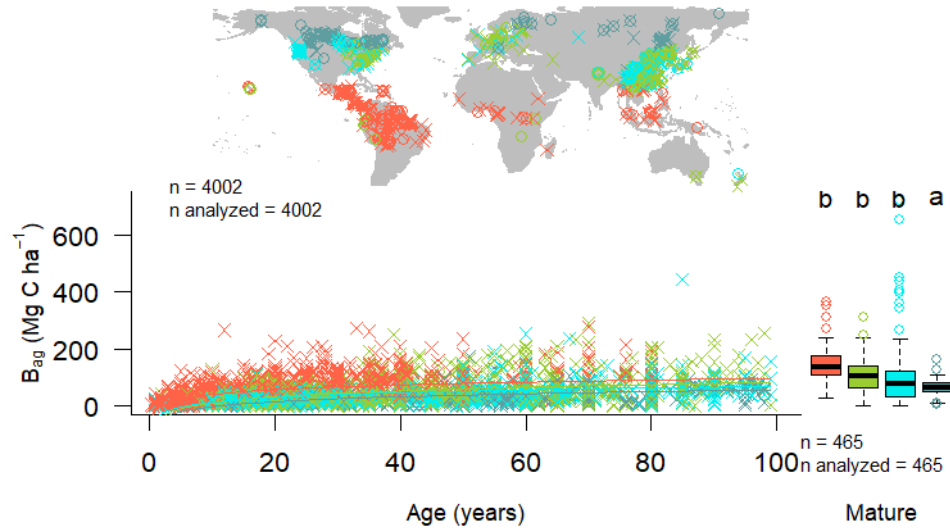 n = 4002
n analyzed = 4002
b b b a
B_ag (Mg C ha⁻¹)
600
400
200
0
0 20 40 60 80 100
n = 465
n analyzed = 465
Age (years)
Mature